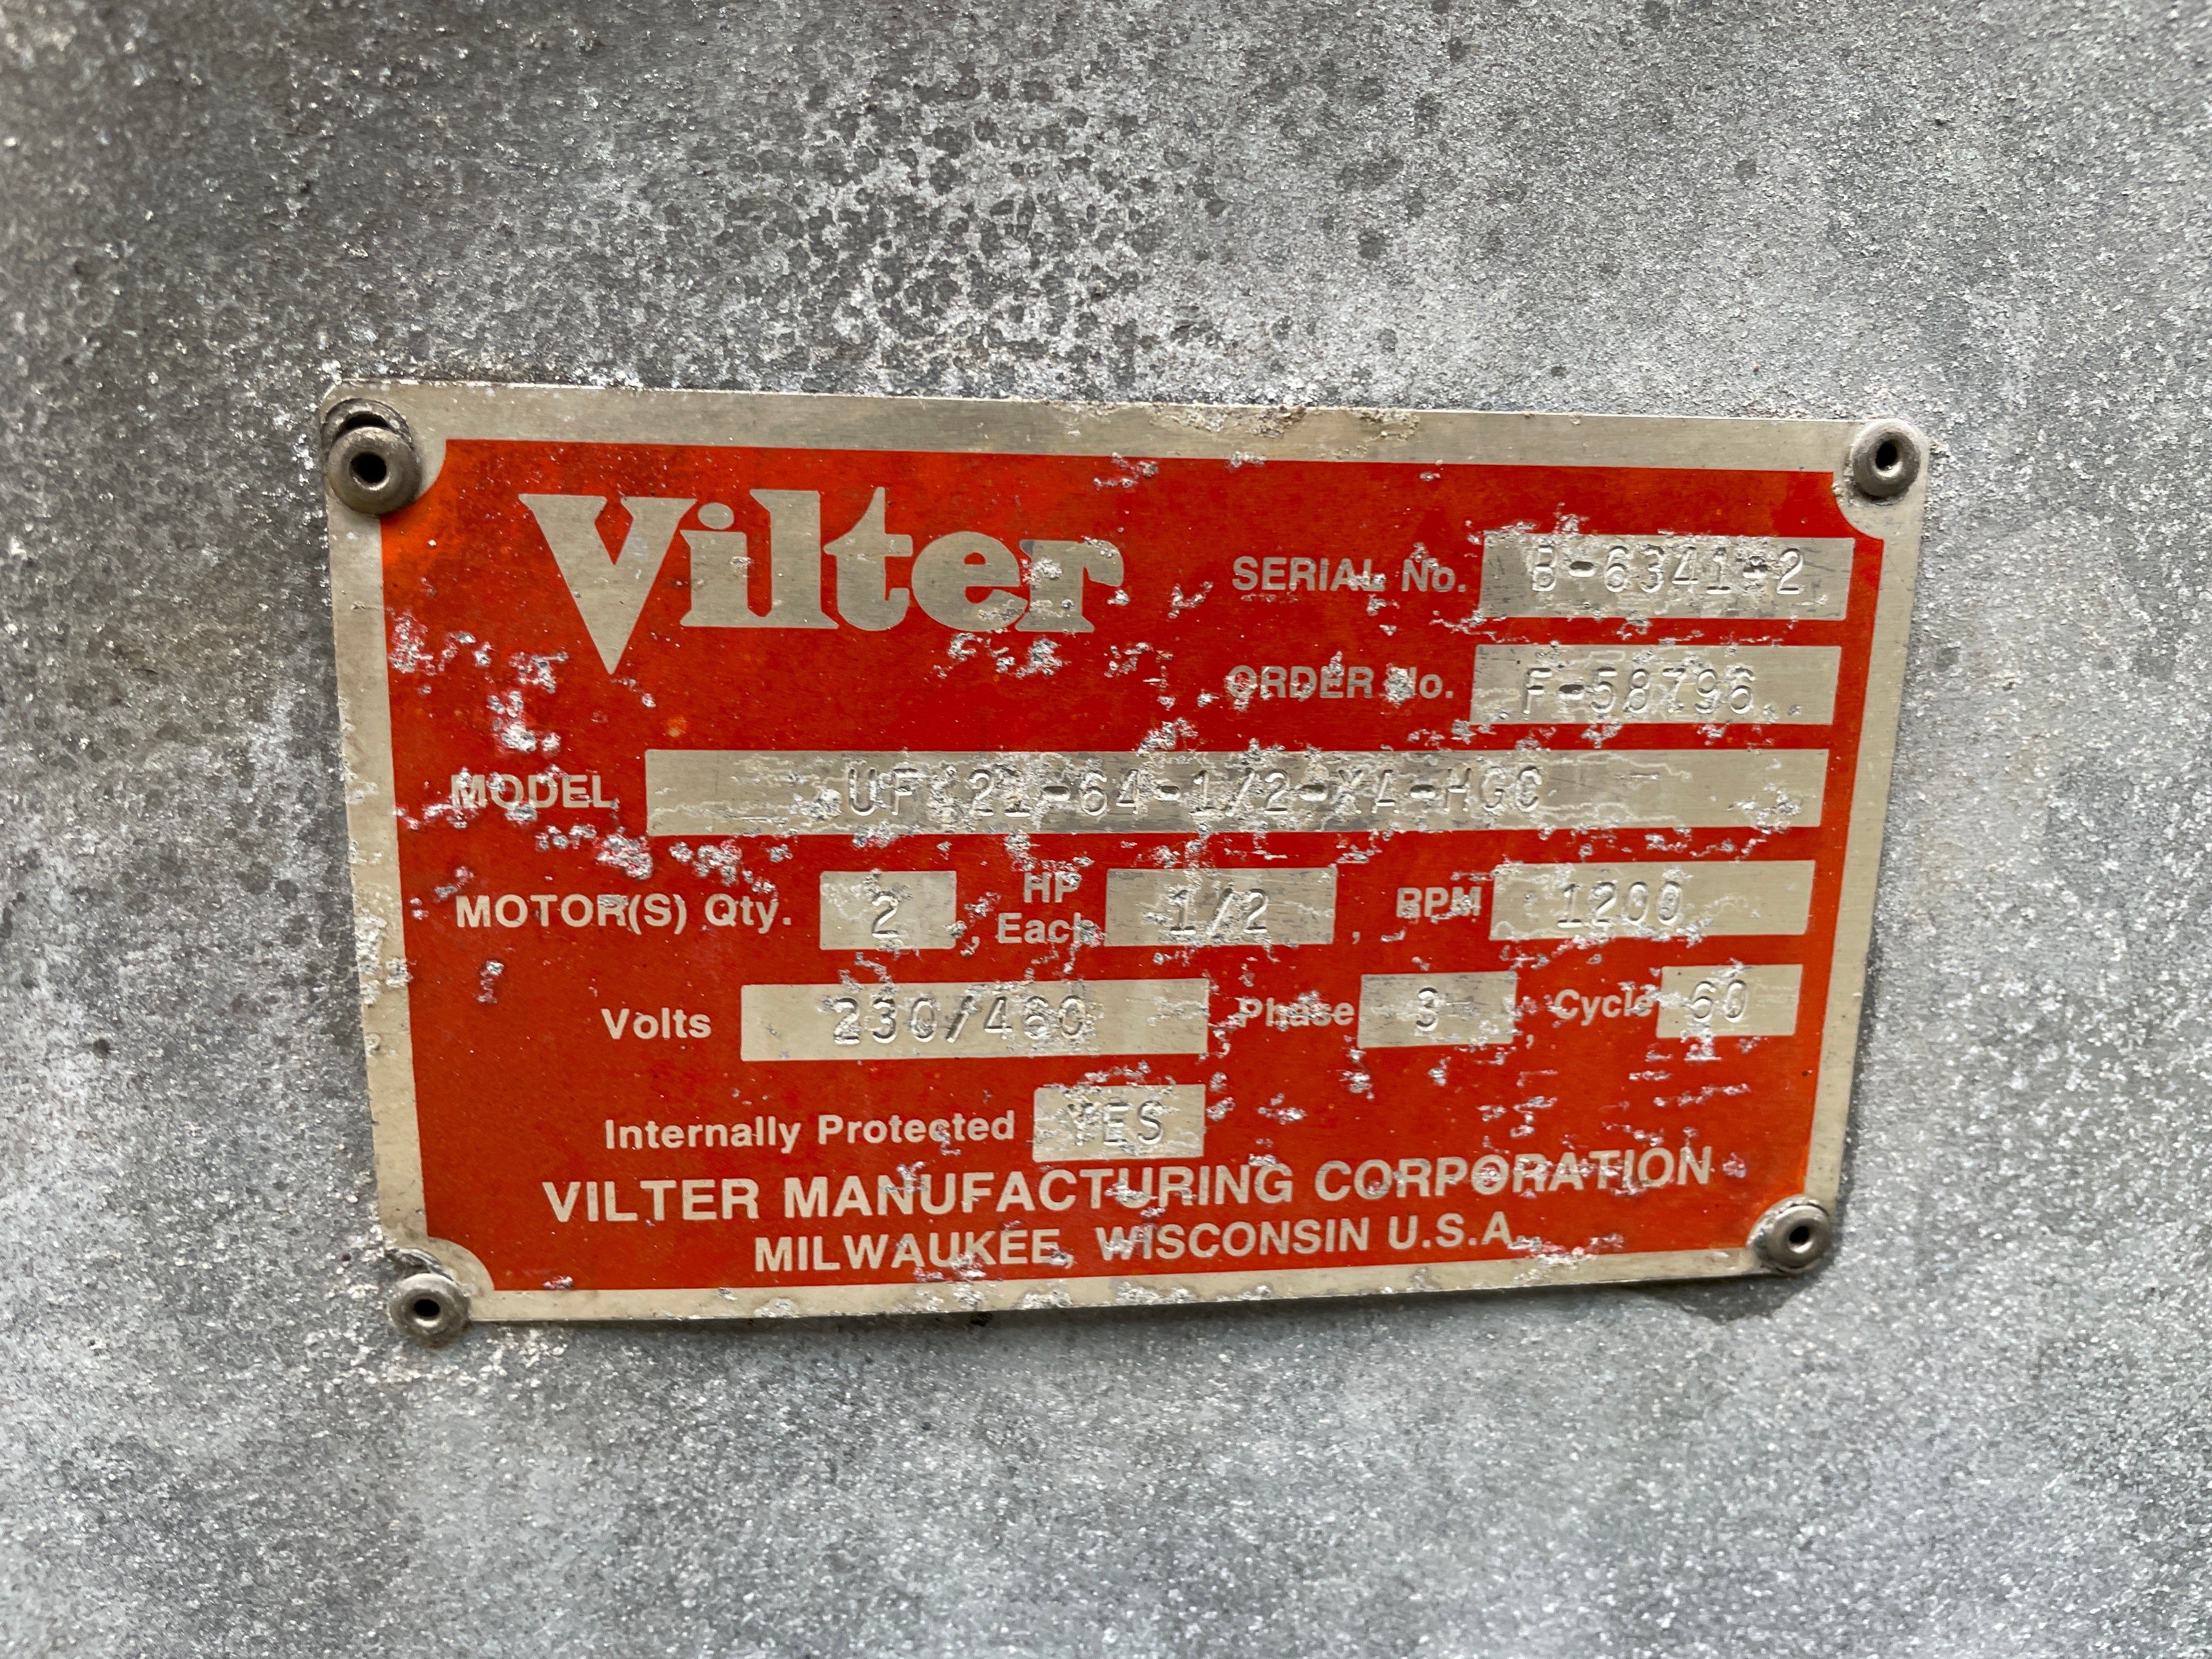 Vilter
SERIAL No. B-6341-2
ORDER No. F-58796
MODEL
MOTOR(S) Qty. 2, HP Each 1/2, RPM 1200
Volts 230/460 Phase 3 Cycle 60
Internally Protected YES
VILTER MANUFACTURING CORPORATION
MILWAUKEE, WISCONSIN U.S.A.